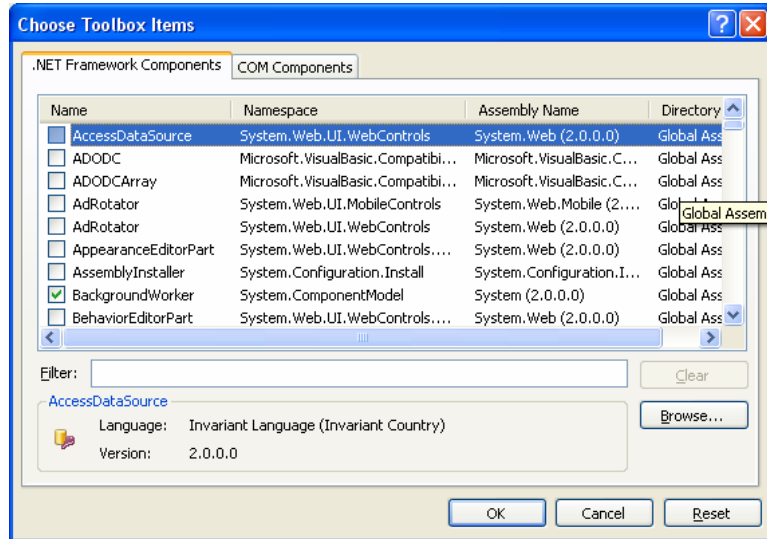 Choose Toolbox Items
.NET Framework Components COM Components
Name Namespace Assembly Name Directory
AccessDataSource System.Web.UI.WebControls System.Web (2.0.0.0) Global Ass
ADODC Microsoft.VisualBasic.Compatibi... Microsoft.VisualBasic.C... Global Ass
ADODCArray Microsoft.VisualBasic.Compatibi... Microsoft.VisualBasic.C... Global Ass
AdRotator System.Web.UI.MobileControls System.Web.Mobile (2.... Global Ass
Global Assem
AdRotator System.Web.UI.WebControls System.Web (2.0.0.0) Global Ass
AppearanceEditorPart System.Web.UI.WebControls.... System.Web (2.0.0.0) Global Ass
AssemblyInstaller System.Configuration.Install System.Configuration.I... Global Ass
BackgroundWorker System.ComponentModel System (2.0.0.0) Global Ass
BehaviorEditorPart System.Web.UI.WebControls.... System.Web (2.0.0.0) Global Ass
Filter: Clear
AccessDataSource Browse...
Language: Invariant Language (Invariant Country)
Version: 2.0.0.0
OK Cancel Reset